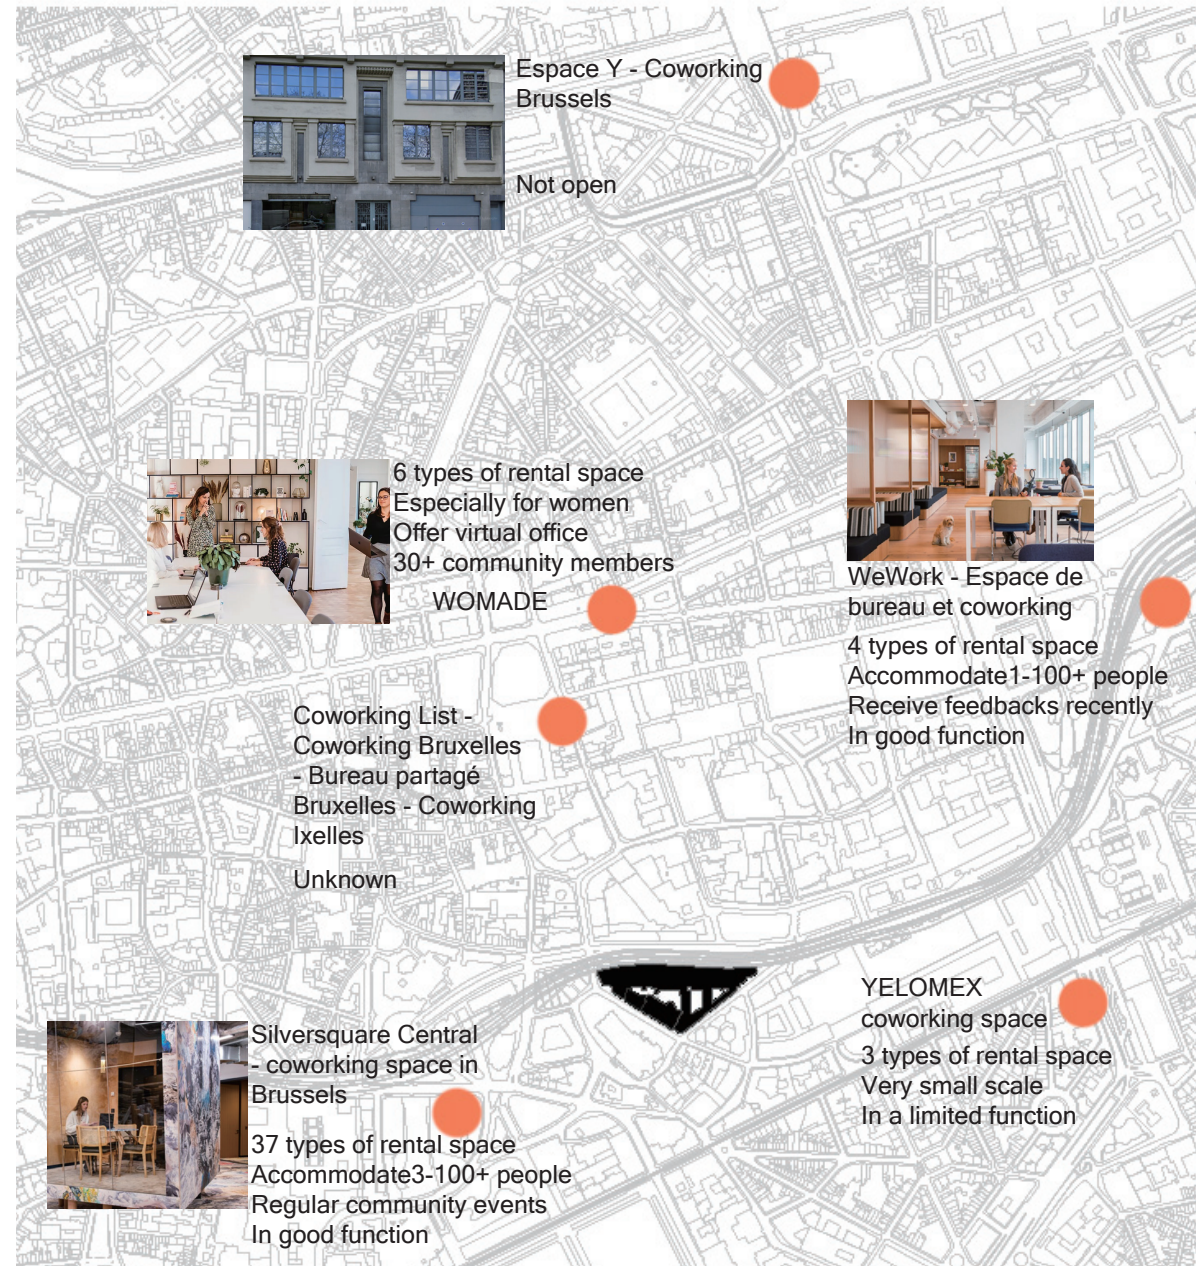 Espace Y - Coworking
Brussels
Not open
6 types of rental space
Especially for women
Offer virtual office
30+ community members
WOMADE
WeWork - Espace de
bureau et coworking
4 types of rental space
Accommodate1-100+ people
Receive feedbacks recently
In good function
Coworking List -
Coworking Bruxelles
- Bureau partagé
Bruxelles - Coworking
Ixelles
Unknown
YELOMEX
coworking space
3 types of rental space
Very small scale
In a limited function
Silversquare Central
- coworking space in
Brussels
37 types of rental space
Accommodate3-100+ people
Regular community events
In good function